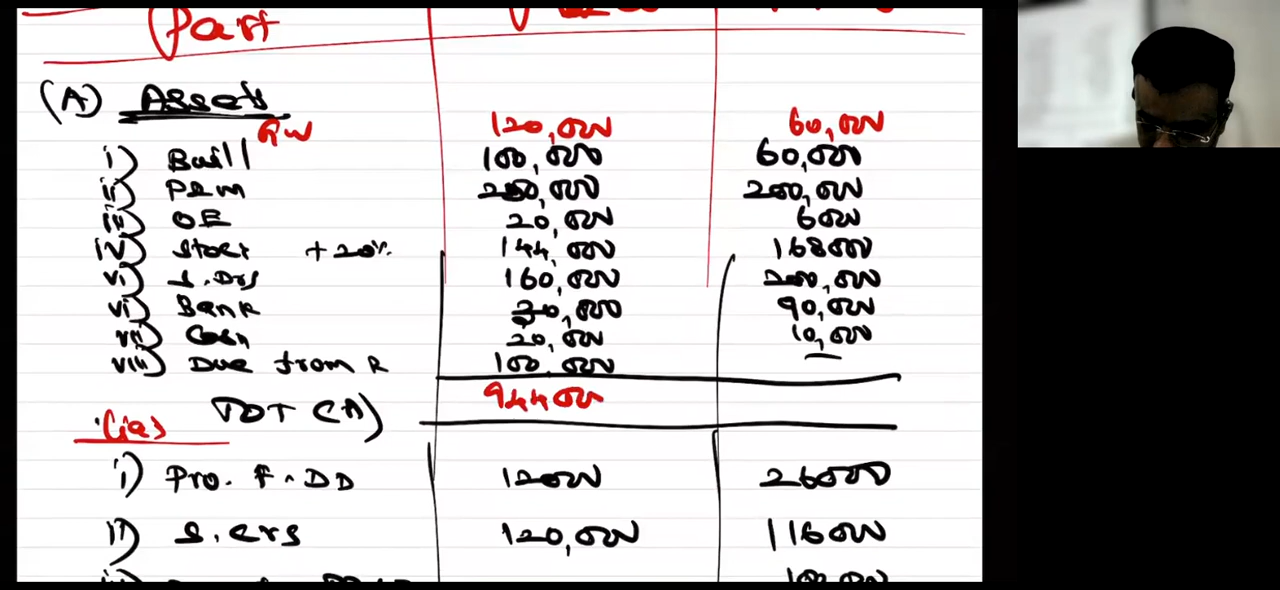 Part
(A) Assets
GW 120,000 60,000
i) Buill 100,000 60,000
ii) P&M 200,000 200,000
iii) OE 20,000 6000
iv) Stock +20% 144,000 168000
v) S.Drs 160,000 200,000
vi) Bank 000 90,000
vii) Cash 20,000 10,000
viii) Due from R 100,000 —
TOT (A) 944000
Lies
i) Pro. F. DD 12000 26000
ii) S. Crs 120,000 116000